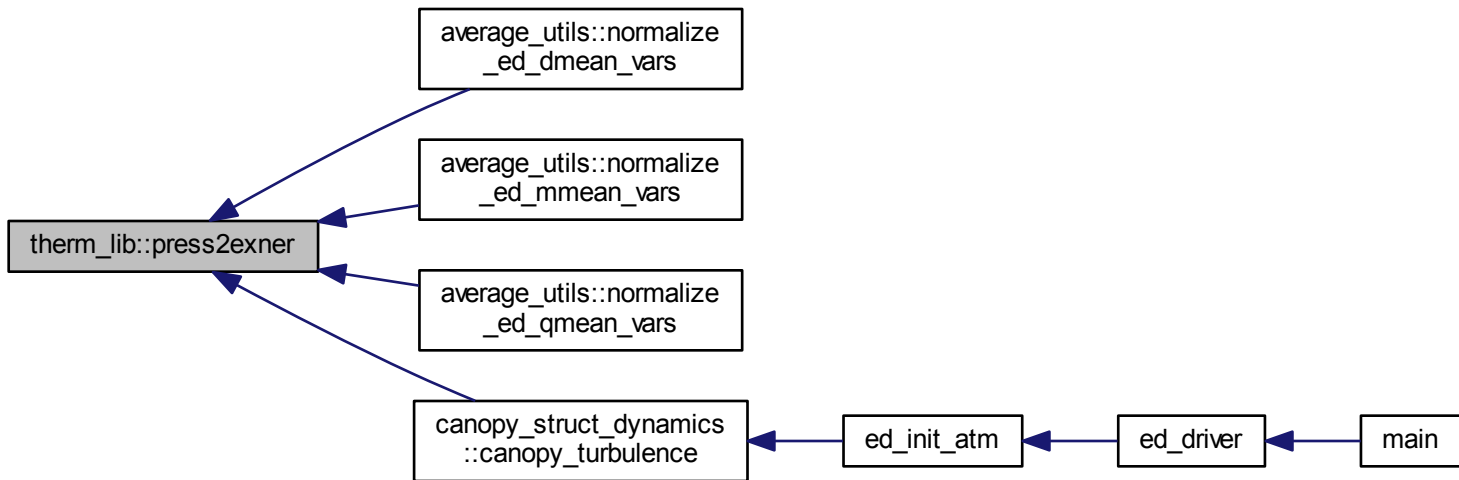 average_utils::normalize
_ed_dmean_vars
average_utils::normalize
_ed_mmean_vars
therm_lib::press2exner
average_utils::normalize
_ed_qmean_vars
canopy_struct_dynamics
::canopy_turbulence
ed_init_atm
ed_driver
main